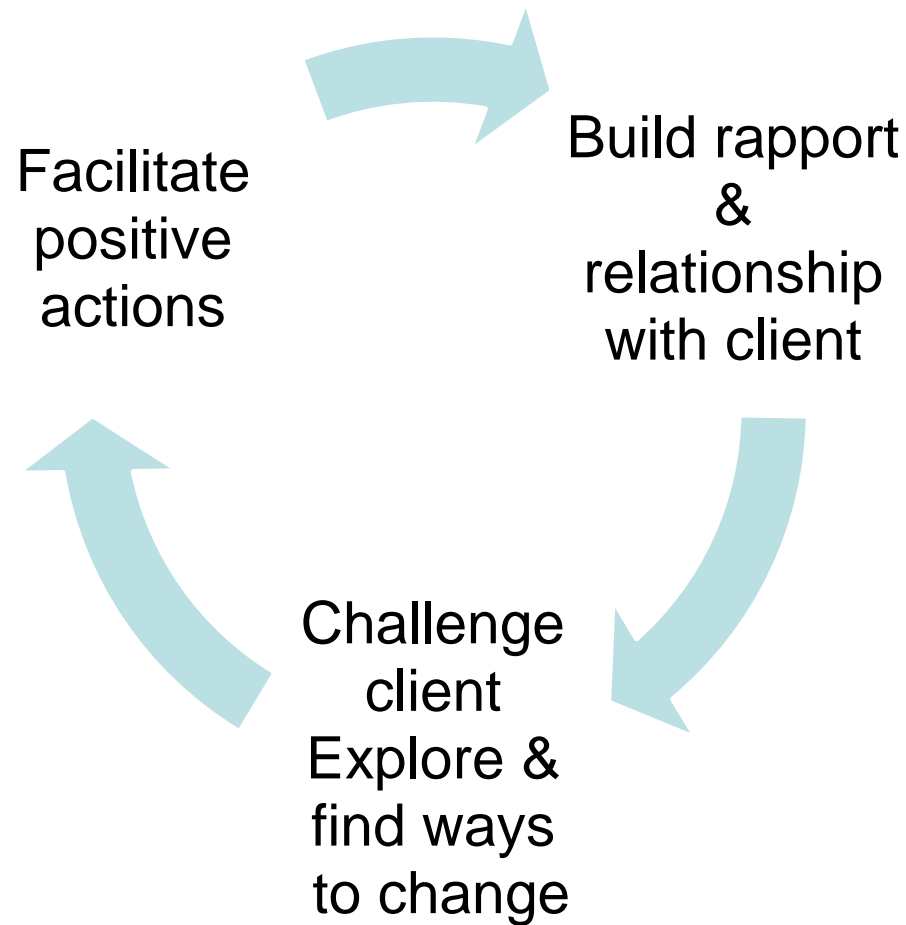 Facilitate
positive
actions
Build rapport
&
relationship
with client
Challenge
client
Explore &
find ways
to change